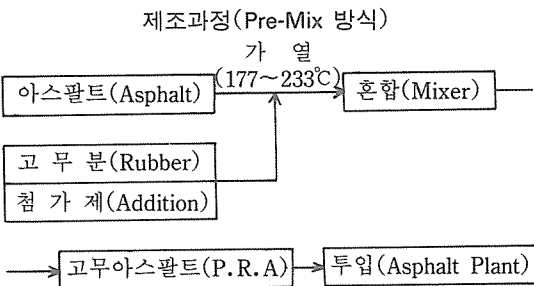 제조과정(Pre-Mix 방식)
가 열
(177~233℃)
아스팔트(Asphalt)
혼합(Mixer)
고 무 분(Rubber)
첨 가 제(Addition)
고무아스팔트(P.R.A)
투입(Asphalt Plant)